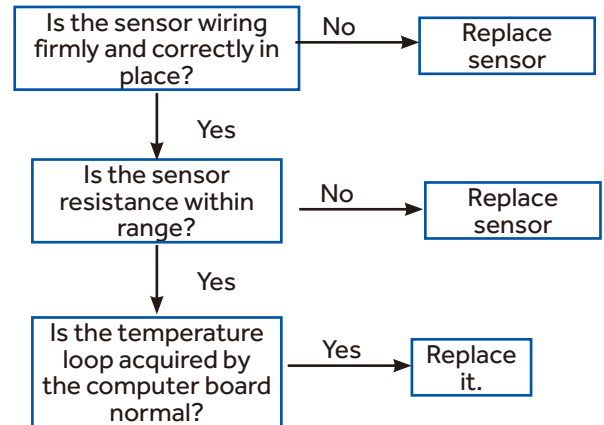 Is the sensor wiring
firmly and correctly in
place?
No
Replace
sensor
Yes
Is the sensor
resistance within
range?
No
Replace
sensor
Yes
Is the temperature
loop acquired by
the computer board
normal?
Yes
Replace
it.